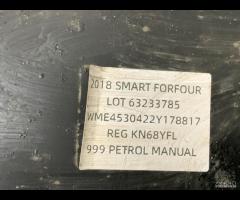 2018 SMART FORFOUR
LOT 63233785
WME4530422Y178817
REG KN68YFL
999 PETROL MANUAL